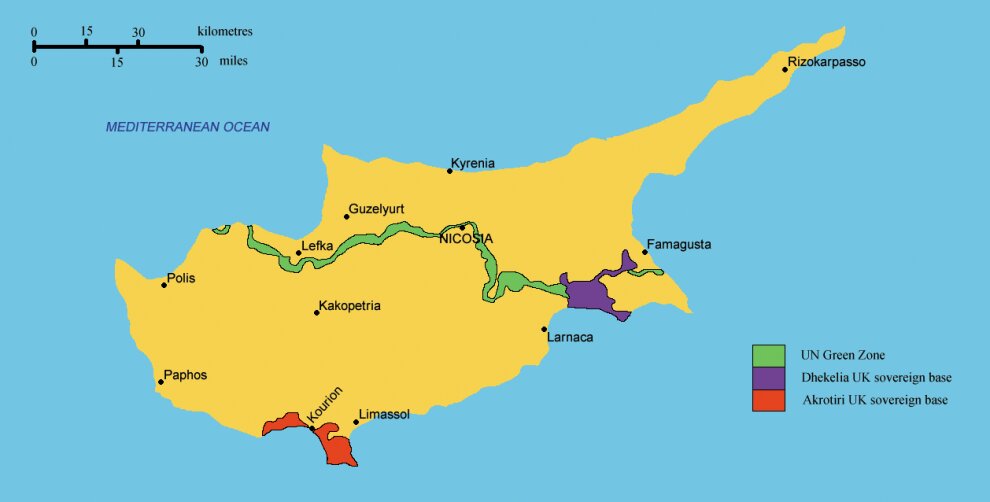 0 15 30 kilometres
0 15 30 miles
MEDITERRANEAN OCEAN
Rizokarpasso
Kyrenia
Guzelyurt
NICOSIA
Lefka
Famagusta
Polis
Kakopetria
Larnaca
Paphos
Kourion
Limassol
UN Green Zone
Dhekelia UK sovereign base
Akrotiri UK sovereign base